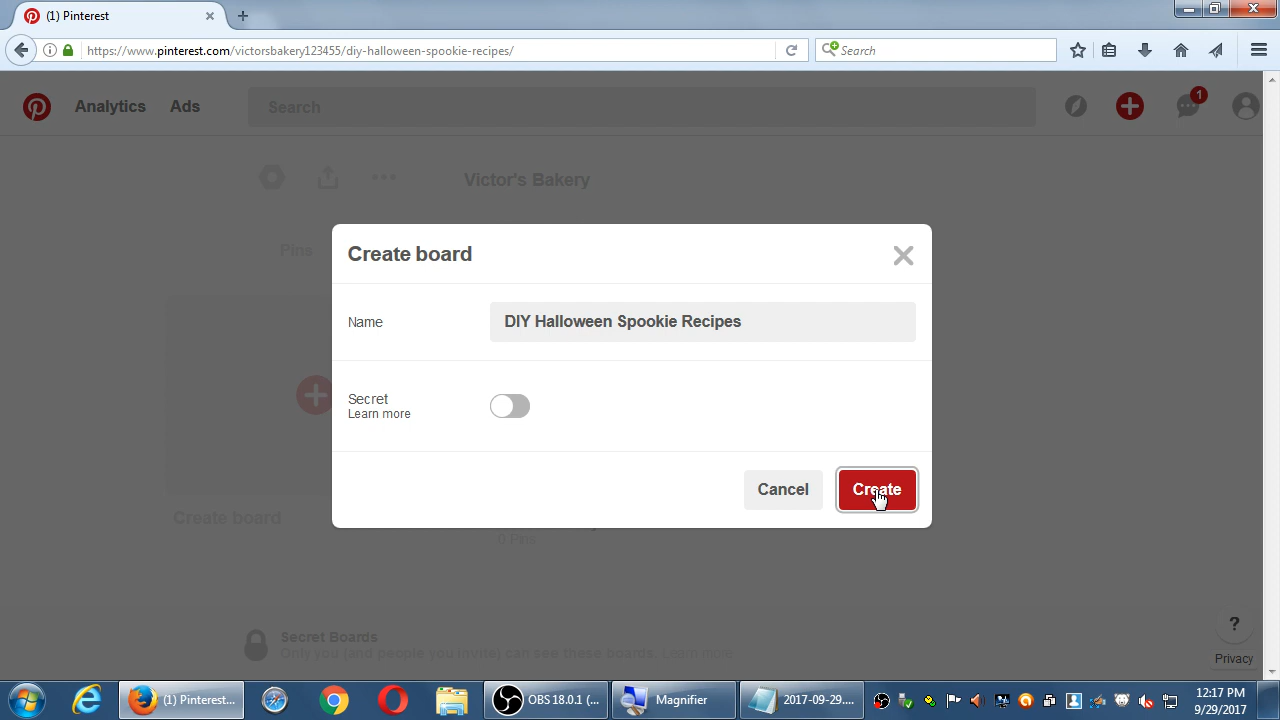 (1) Pinterest
https://www.pinterest.com/victorsbakery123455/diy-halloween-spookie-recipes/
Search
Analytics
Ads
Search
1
Victor's Bakery
Pins
Create board
Name
DIY Halloween Spookie Recipes
Secret
Learn more
Cancel
Create
Create board
0 Pins
Secret Boards
Only you (and people you invite) can see these boards. Learn more
?
Privacy
(1) Pinterest...
OBS 18.0.1 (...
Magnifier
2017-09-29....
12:17 PM
9/29/2017